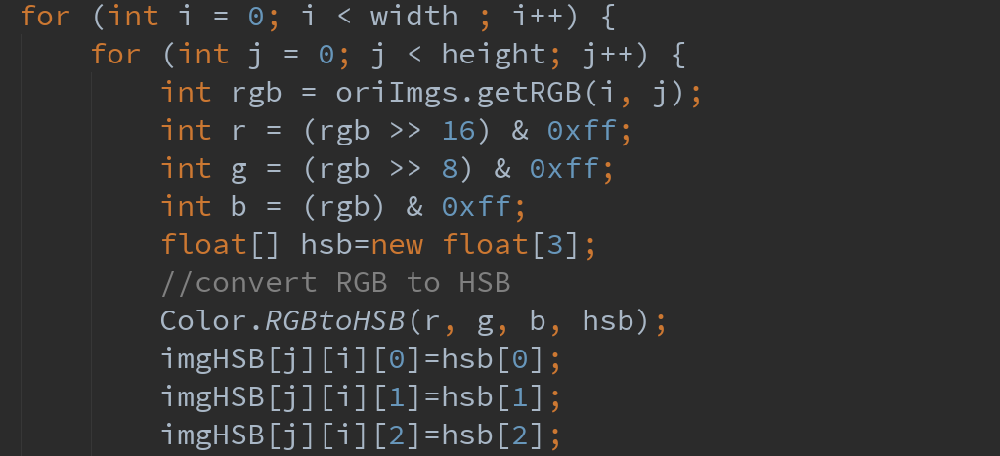 for (int i = 0; i < width ; i++) {
    for (int j = 0; j < height; j++) {
        int rgb = oriImgs.getRGB(i, j);
        int r = (rgb >> 16) & 0xff;
        int g = (rgb >> 8) & 0xff;
        int b = (rgb) & 0xff;
        float[] hsb=new float[3];
        //convert RGB to HSB
        Color.RGBtoHSB(r, g, b, hsb);
        imgHSB[j][i][0]=hsb[0];
        imgHSB[j][i][1]=hsb[1];
        imgHSB[j][i][2]=hsb[2];